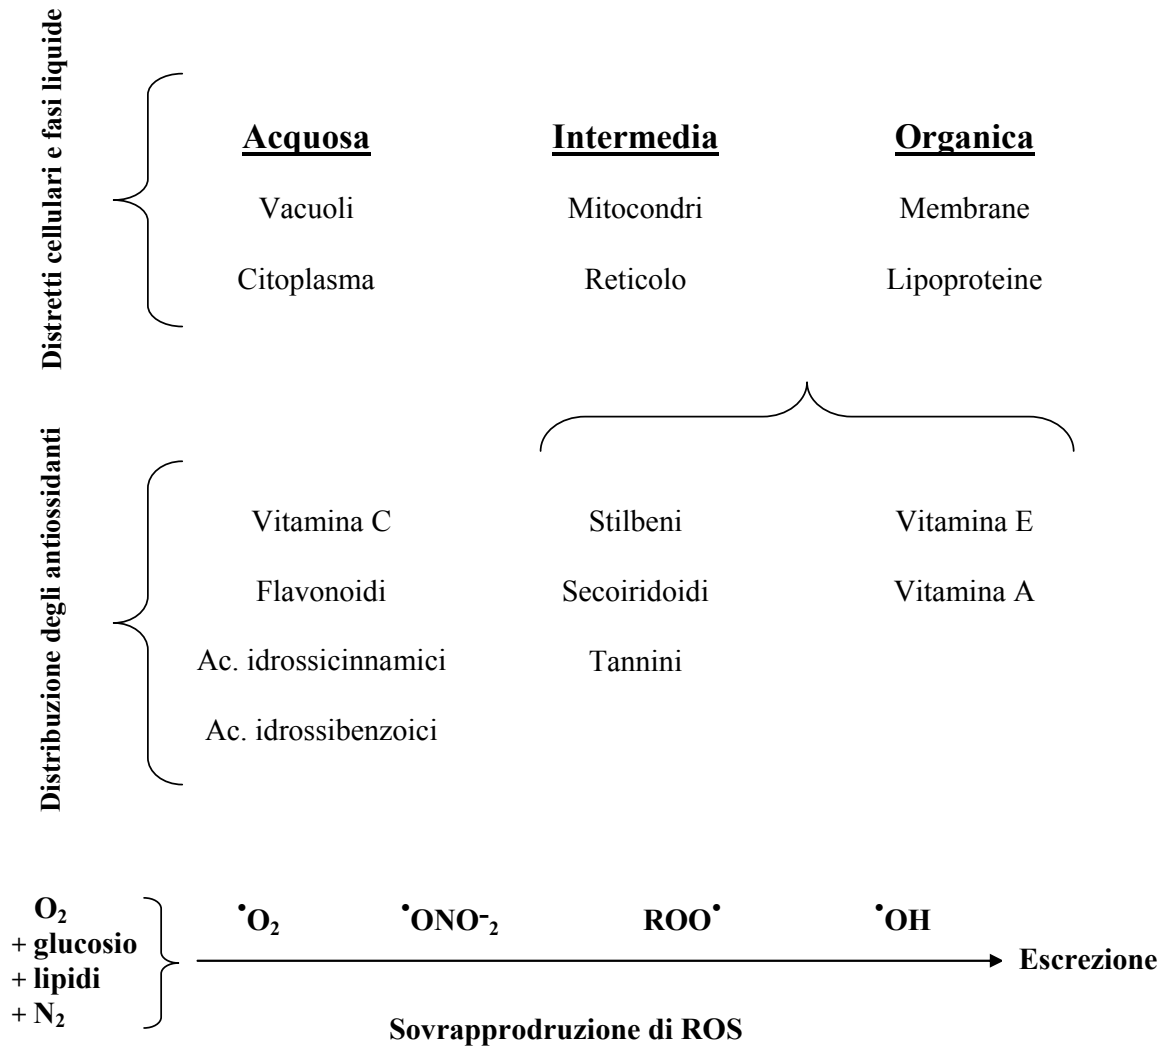 Distretti cellulari e fasi liquide
Acquosa Intermedia Organica
Vacuoli Mitocondri Membrane
Citoplasma Reticolo Lipoproteine
Distribuzione degli antiossidanti
Vitamina C Stilbeni Vitamina E
Flavonoidi Secoiridoidi Vitamina A
Ac. idrossicinnamici Tannini
Ac. idrossibenzoici
O₂
+ glucosio
+ lipidi
+ N₂
•O₂ •ONO⁻₂ ROO• •OH
Escrezione
Sovrapprodruzione di ROS